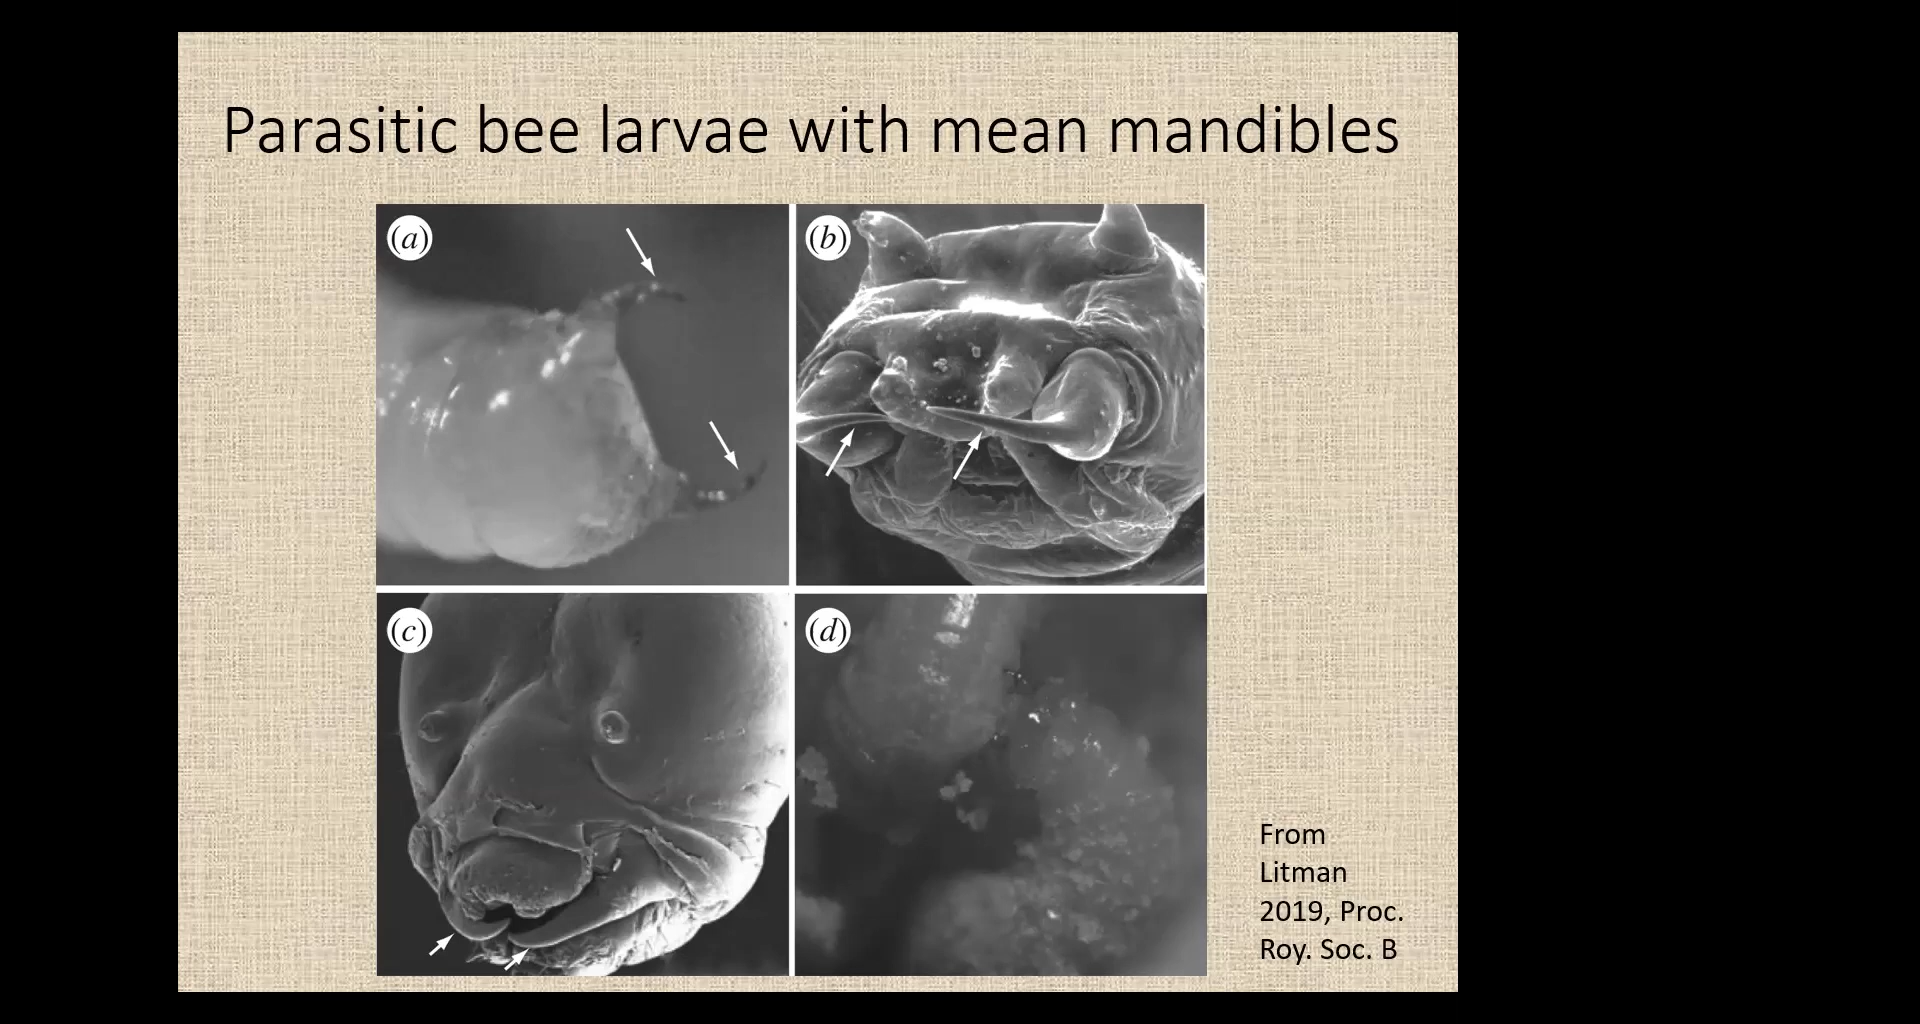 Parasitic bee larvae with mean mandibles
(a)
(b)
(c)
(d)
From
Litman
2019, Proc.
Roy. Soc. B